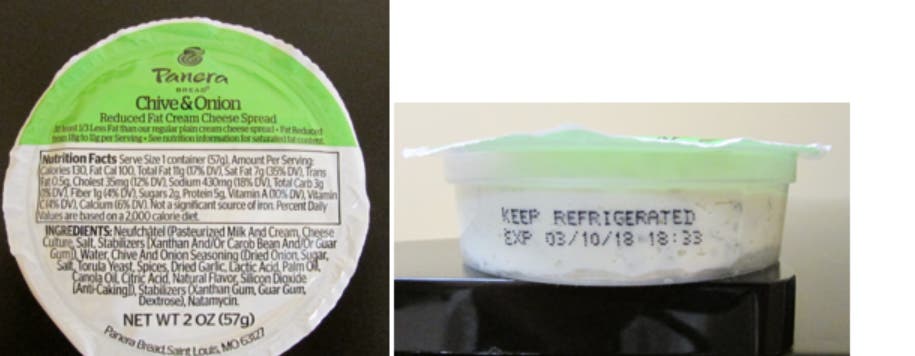 Panera
BREAD®
Chive & Onion
Reduced Fat Cream Cheese Spread
At least 1/3 Less Fat than our regular plain cream cheese spread • Fat Reduced
from 18g to 11g per Serving • See nutrition information for saturated fat content.
Nutrition Facts Serve Size 1 container (57g), Amount Per Serving:
Calories 130, Fat Cal 100, Total Fat 11g (17% DV), Sat Fat 7g (35% DV), Trans
Fat 0.5g, Cholest 35mg (12% DV), Sodium 430mg (18% DV), Total Carb 3g
(1% DV), Fiber 1g (4% DV), Sugars 2g, Protein 5g, Vitamin A (10% DV), Vitamin
C (4% DV), Calcium (6% DV). Not a significant source of iron. Percent Daily
Values are based on a 2,000 calorie diet.
INGREDIENTS: Neufchâtel (Pasteurized Milk And Cream, Cheese
Culture, Salt, Stabilizers [Xanthan And/Or Carob Bean And/Or Guar
Gum]), Water, Chive And Onion Seasoning (Dried Onion, Sugar,
Salt, Torula Yeast, Spices, Dried Garlic, Lactic Acid, Palm Oil,
Canola Oil, Citric Acid, Natural Flavor, Silicon Dioxide
[Anti-Caking]), Stabilizers (Xanthan Gum, Guar Gum,
Dextrose), Natamycin.
NET WT 2 OZ (57g)
Panera Bread, Saint Louis, MO 63127
KEEP REFRIGERATED
EXP 03/10/18 18:33